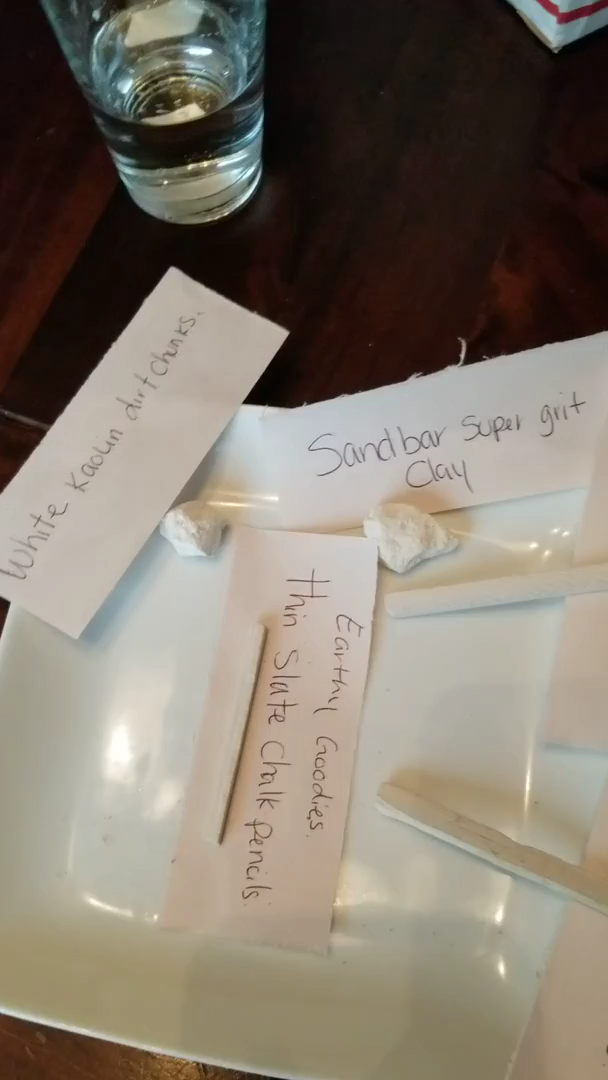 White Kaolin dirt chunks.
Sandbar Super grit
Clay
Earthy Goodies.
thin Slate Chalk Pencils